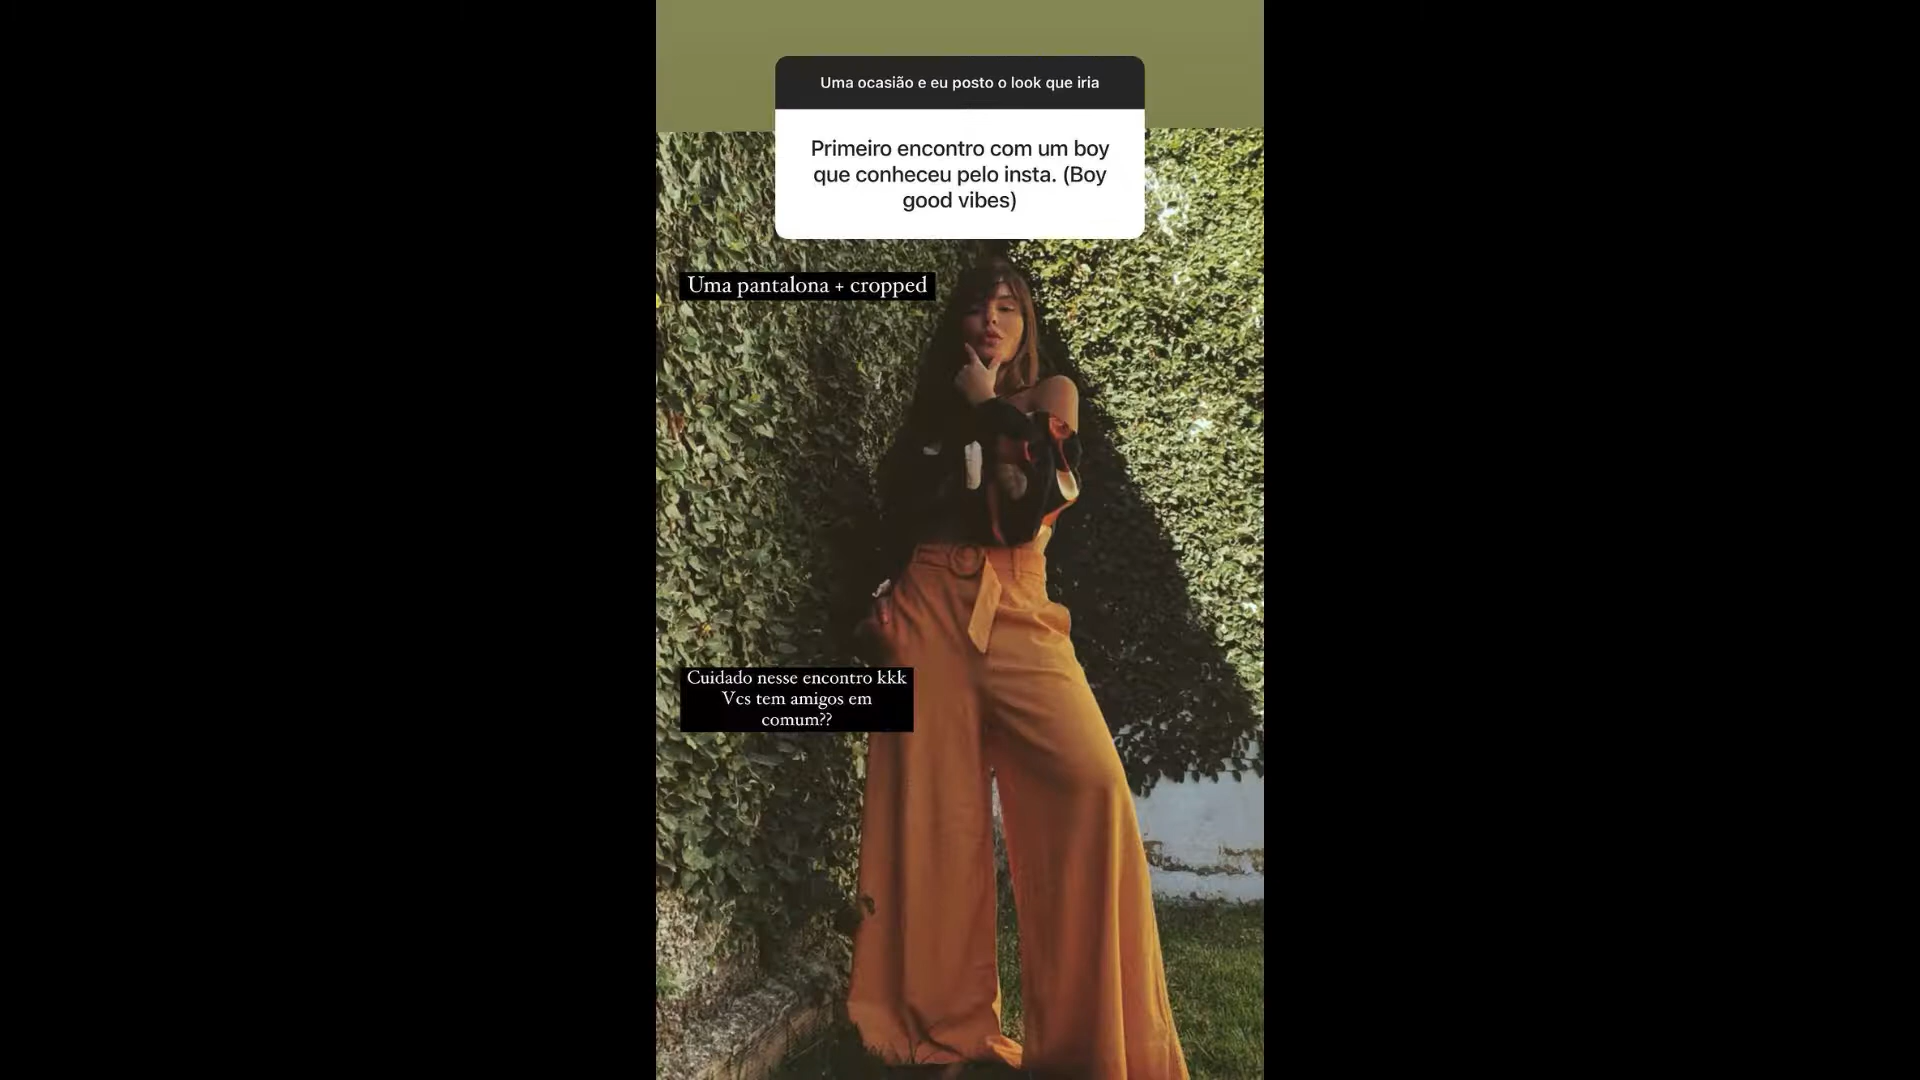 Uma ocasião e eu posto o look que iria
Primeiro encontro com um boy
que conheceu pelo insta. (Boy
good vibes)
Uma pantalona + cropped
Cuidado nesse encontro kkk
Vcs tem amigos em
comum??